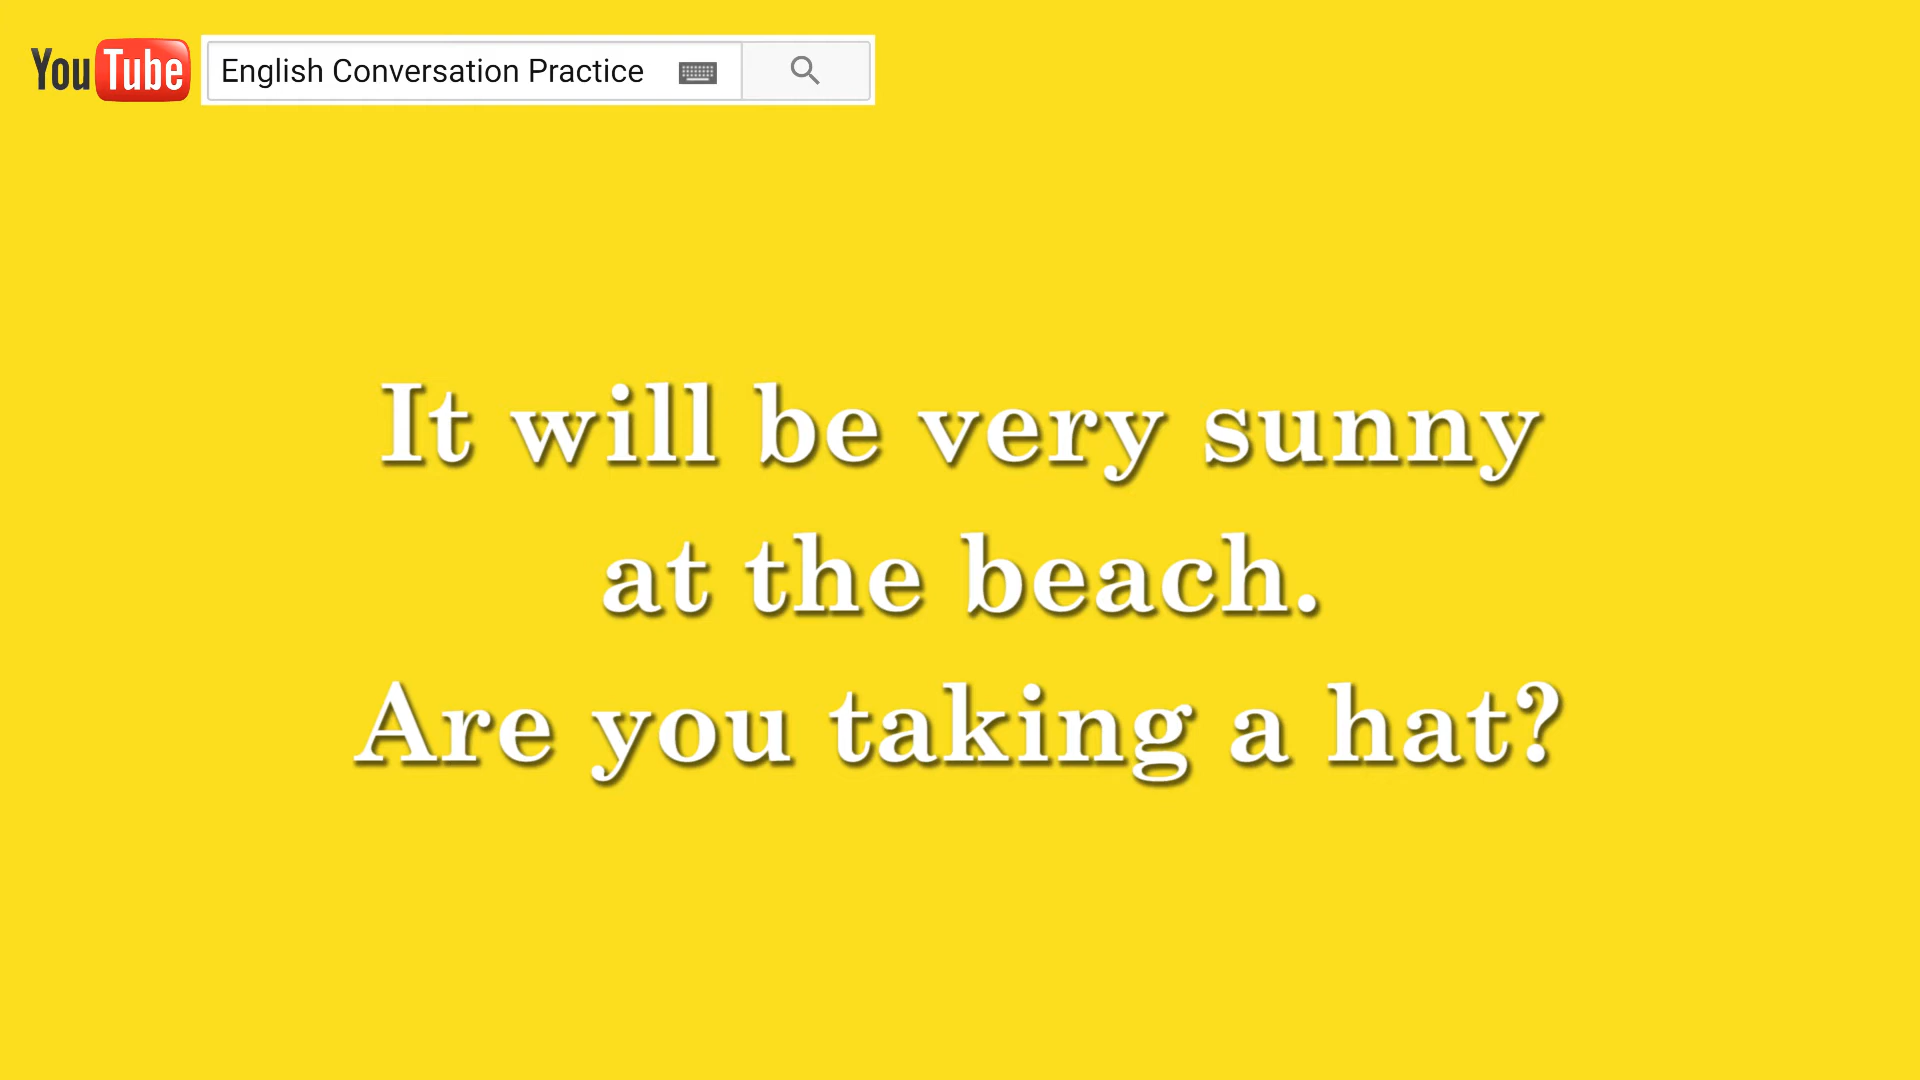 YouTube English Conversation Practice
It will be very sunny
at the beach.
Are you taking a hat?